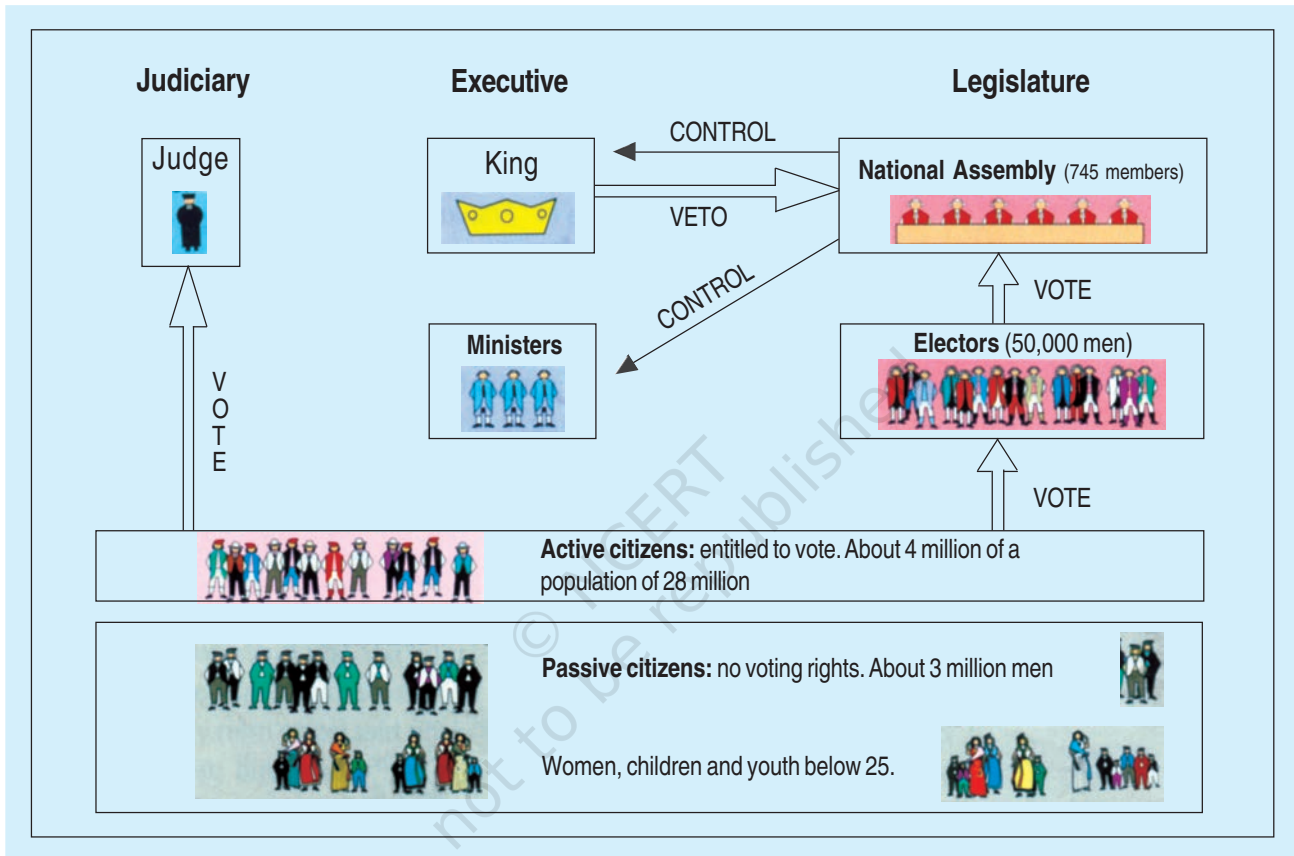 Judiciary
Executive
Legislature
Judge
King
CONTROL
VETO
National Assembly (745 members)
CONTROL
VOTE
Ministers
Electors (50,000 men)
VOTE
VOTE
Active citizens: entitled to vote. About 4 million of a
population of 28 million
Passive citizens: no voting rights. About 3 million men
Women, children and youth below 25.
© NCERT
not to be republished